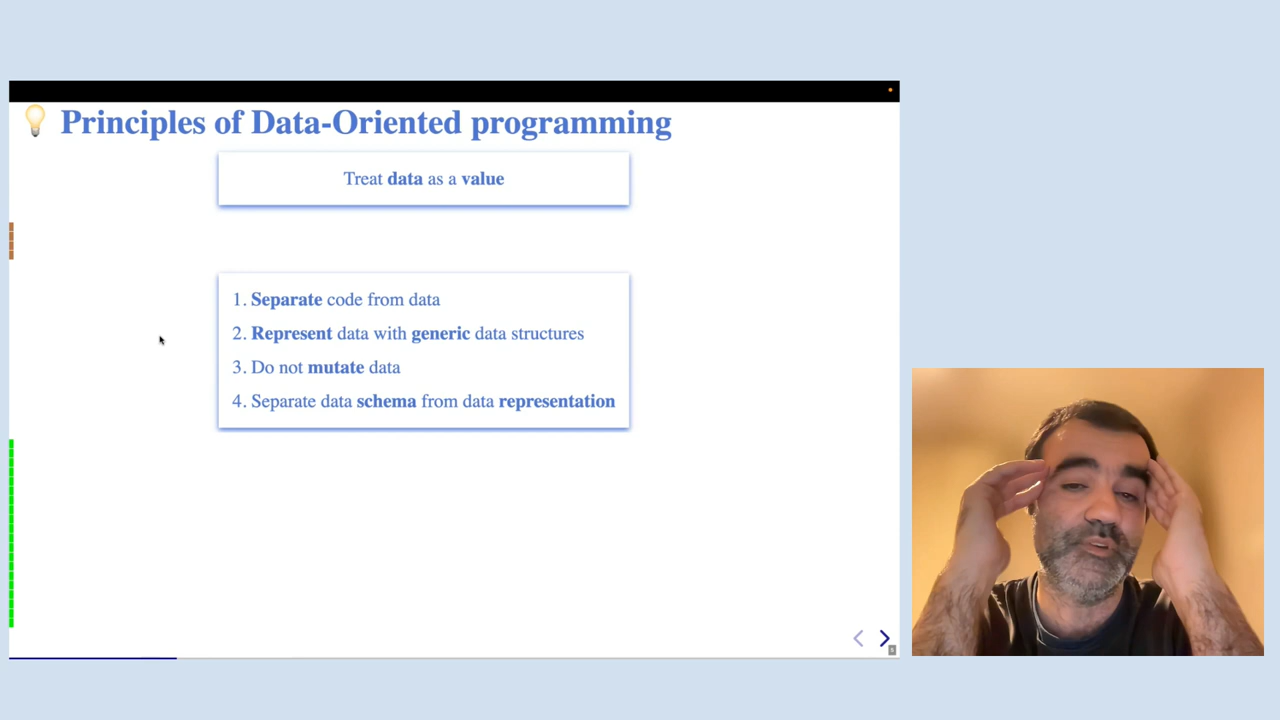 Principles of Data-Oriented programming
Treat data as a value
1. Separate code from data
2. Represent data with generic data structures
3. Do not mutate data
4. Separate data schema from data representation